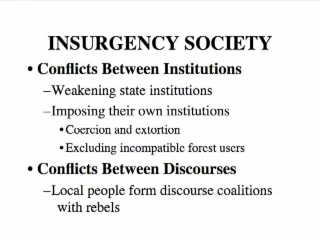 INSURGENCY SOCIETY
• Conflicts Between Institutions
–Weakening state institutions
–Imposing their own institutions
•Coercion and extortion
•Excluding incompatible forest users
• Conflicts Between Discourses
–Local people form discourse coalitions
with rebels